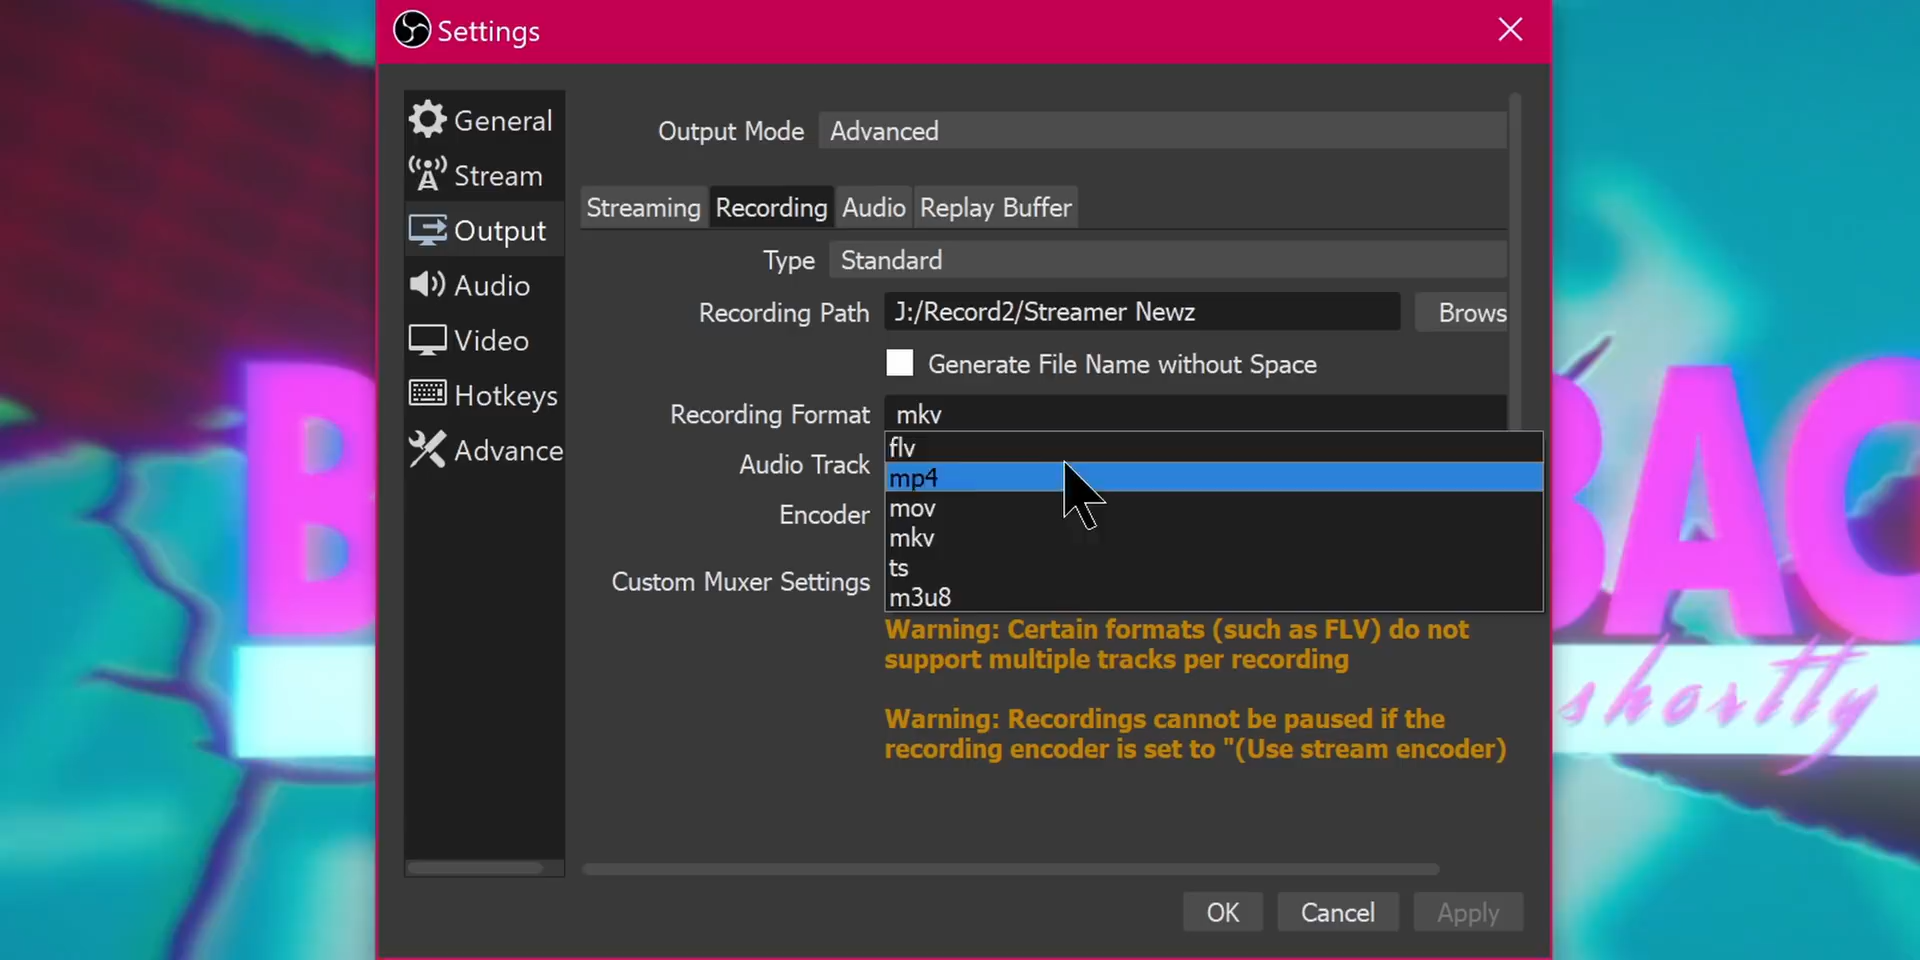 Settings
General
Stream
Output
Audio
Video
Hotkeys
Advance
Output Mode Advanced
Streaming Recording Audio Replay Buffer
Type Standard
Recording Path J:/Record2/Streamer Newz Brows
Generate File Name without Space
Recording Format mkv
flv
Audio Track
mp4
mov
Encoder
mkv
ts
Custom Muxer Settings
m3u8
Warning: Certain formats (such as FLV) do not
support multiple tracks per recording
Warning: Recordings cannot be paused if the
recording encoder is set to "(Use stream encoder)
OK Cancel Apply
B
BAC
shortly